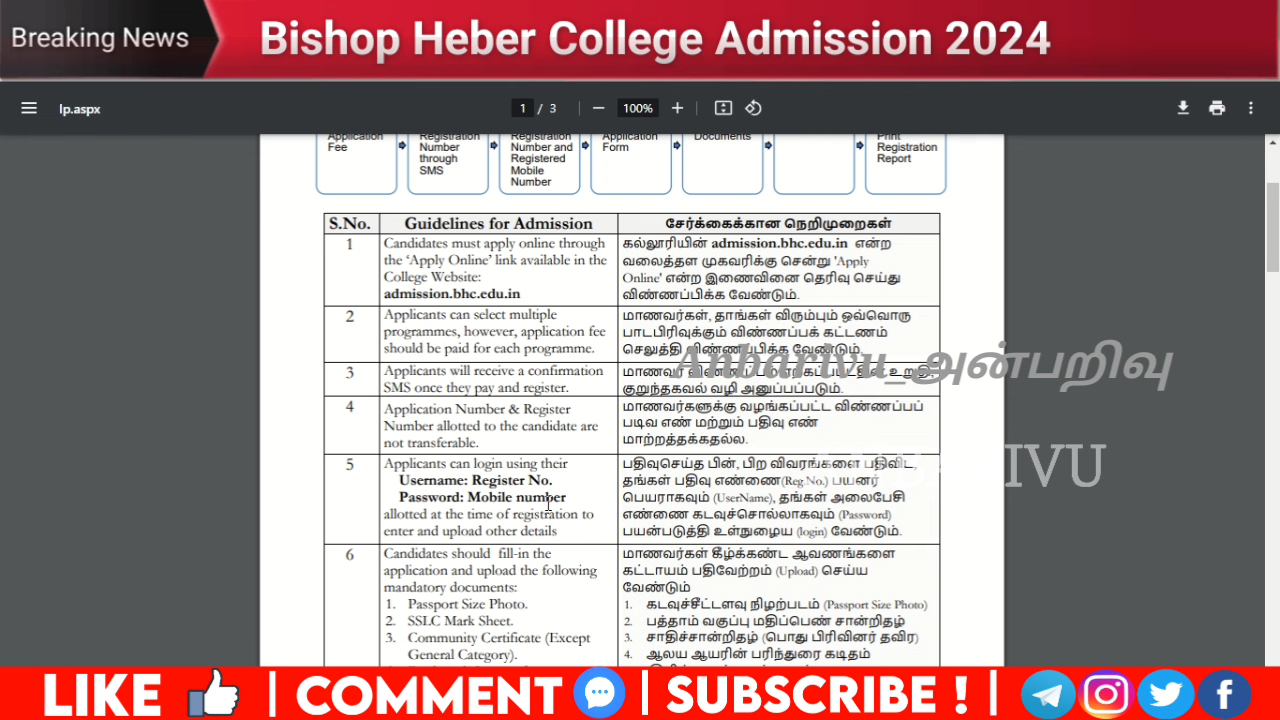 Breaking News
Bishop Heber College Admission 2024
lp.aspx
1 / 3
100%
Application
Fee
Registration
Number
through
SMS
Registration
Number and
Registered
Mobile
Number
Application
Form
Documents
Print
Registration
Report
S.No. Guidelines for Admission சேர்க்கைக்கான நெறிமுறைகள்
1
Candidates must apply online through
the ‘Apply Online’ link available in the
College Website:
admission.bhc.edu.in
கல்லூரியின் admission.bhc.edu.in என்ற
வலைத்தள முகவரிக்கு சென்று 'Apply
Online' என்ற இணைவினை தெரிவு செய்து
விண்ணப்பிக்க வேண்டும்.
2
Applicants can select multiple
programmes, however, application fee
should be paid for each programme.
மாணவர்கள், தாங்கள் விரும்பும் ஒவ்வொரு
பாடபிரிவுக்கும் விண்ணப்பக் கட்டணம்
செலுத்தி விண்ணப்பிக்க வேண்டும்.
3
Applicants will receive a confirmation
SMS once they pay and register.
மாணவர்
குறுந்தகவல் வழி அனுப்பப்படும்.
Anbarivu_அன்பறிவு
4
Application Number & Register
Number allotted to the candidate are
not transferable.
மாணவர்களுக்கு வழங்கப்பட்ட விண்ணப்பப்
படிவ எண் மற்றும் பதிவு எண்
மாற்றத்தக்கதல்ல.
5
Applicants can login using their
Username: Register No.
Password: Mobile number
allotted at the time of registration to
enter and upload other details
பதிவுசெய்த பின், பிற விவரங்களை பதிவிட,
தங்கள் பதிவு எண்ணை(Reg.No.) பயனர்
பெயராகவும் (UserName), தங்கள் அலைபேசி
எண்ணை கடவுச்சொல்லாகவும் (Password)
பயன்படுத்தி உள்நுழைய (login) வேண்டும்.
6
Candidates should fill-in the
application and upload the following
mandatory documents:
1. Passport Size Photo.
2. SSLC Mark Sheet.
3. Community Certificate (Except
General Category).
மாணவர்கள் கீழ்க்கண்ட ஆவணங்களை
கட்டாயம் பதிவேற்றம் (Upload) செய்ய
வேண்டும்
1. கடவுச்சீட்டளவு நிழற்படம் (Passport Size Photo)
2. பத்தாம் வகுப்பு மதிப்பெண் சான்றிதழ்
3. சாதிச்சான்றிதழ் (பொது பிரிவினர் தவிர)
4. ஆலய ஆயரின் பரிந்துரை கடிதம்
LIKE | COMMENT | SUBSCRIBE ! |